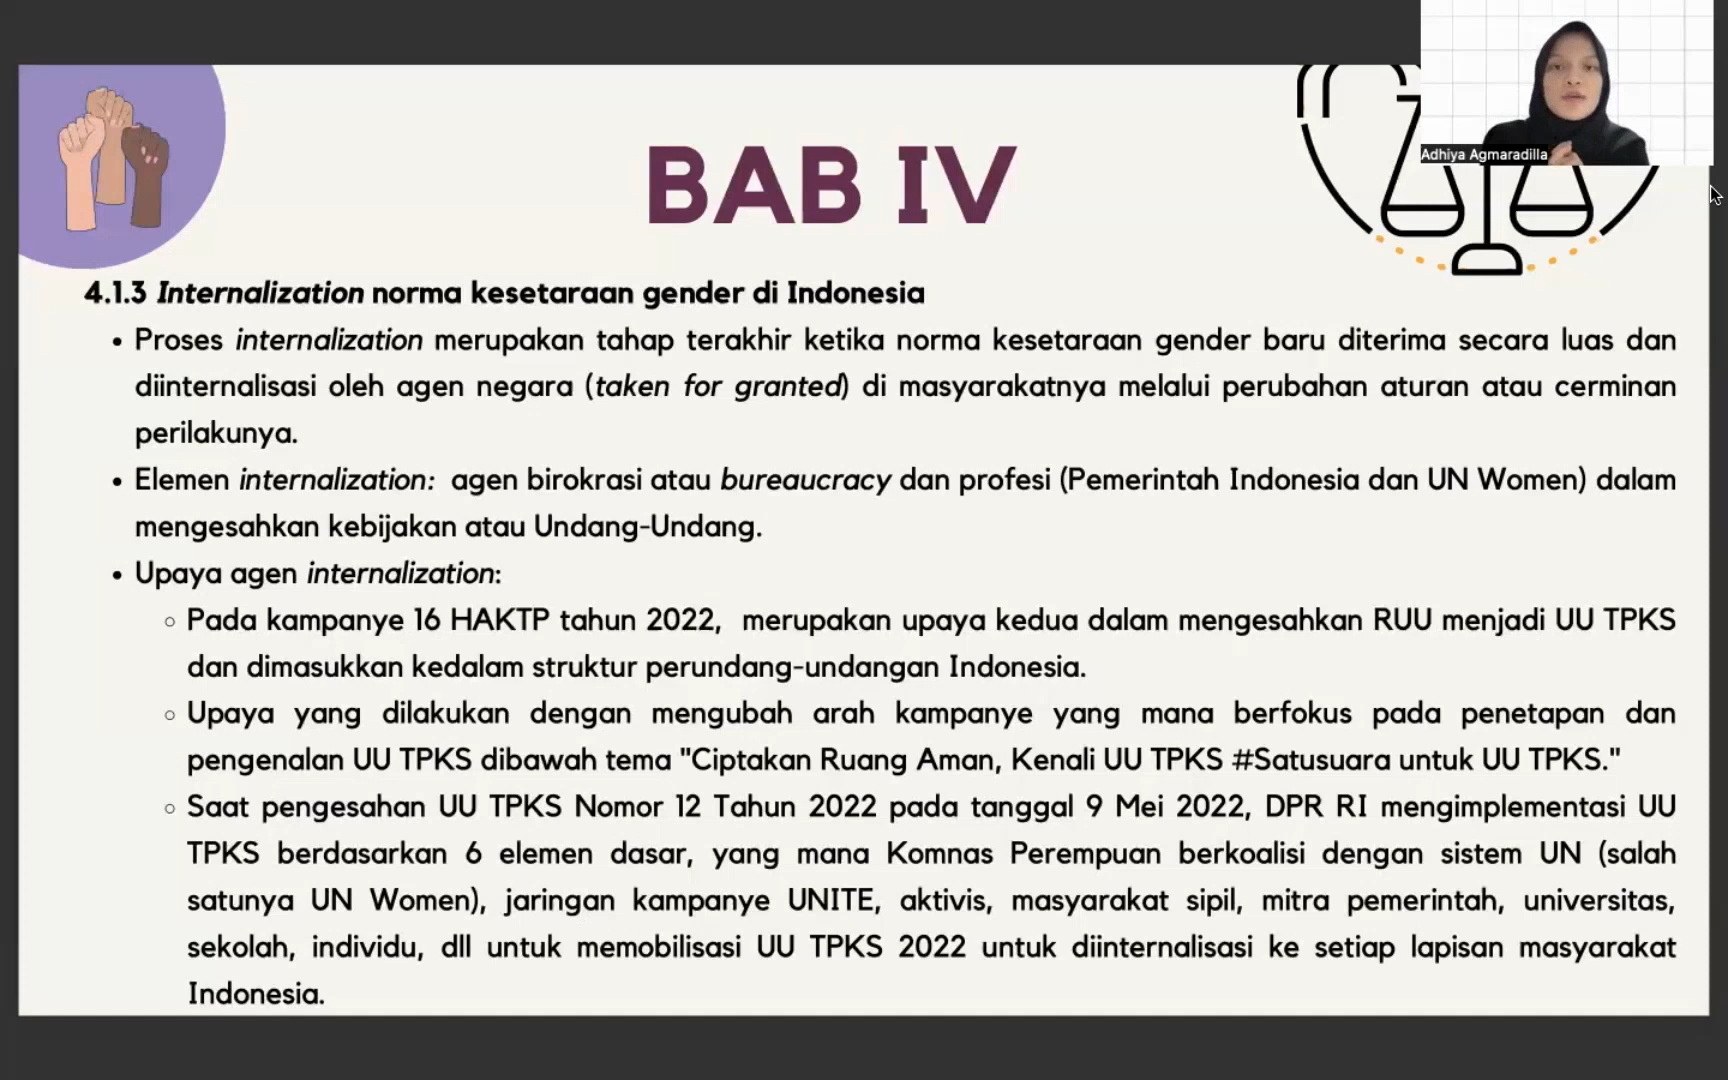 Adhiya Agmaradilla
BAB IV
4.1.3 Internalization norma kesetaraan gender di Indonesia
• Proses internalization merupakan tahap terakhir ketika norma kesetaraan gender baru diterima secara luas dan
diinternalisasi oleh agen negara (taken for granted) di masyarakatnya melalui perubahan aturan atau cerminan
perilakunya.
• Elemen internalization: agen birokrasi atau bureaucracy dan profesi (Pemerintah Indonesia dan UN Women) dalam
mengesahkan kebijakan atau Undang-Undang.
• Upaya agen internalization:
◦ Pada kampanye 16 HAKTP tahun 2022, merupakan upaya kedua dalam mengesahkan RUU menjadi UU TPKS
dan dimasukkan kedalam struktur perundang-undangan Indonesia.
◦ Upaya yang dilakukan dengan mengubah arah kampanye yang mana berfokus pada penetapan dan
pengenalan UU TPKS dibawah tema "Ciptakan Ruang Aman, Kenali UU TPKS #Satusuara untuk UU TPKS."
◦ Saat pengesahan UU TPKS Nomor 12 Tahun 2022 pada tanggal 9 Mei 2022, DPR RI mengimplementasi UU
TPKS berdasarkan 6 elemen dasar, yang mana Komnas Perempuan berkoalisi dengan sistem UN (salah
satunya UN Women), jaringan kampanye UNITE, aktivis, masyarakat sipil, mitra pemerintah, universitas,
sekolah, individu, dll untuk memobilisasi UU TPKS 2022 untuk diinternalisasi ke setiap lapisan masyarakat
Indonesia.